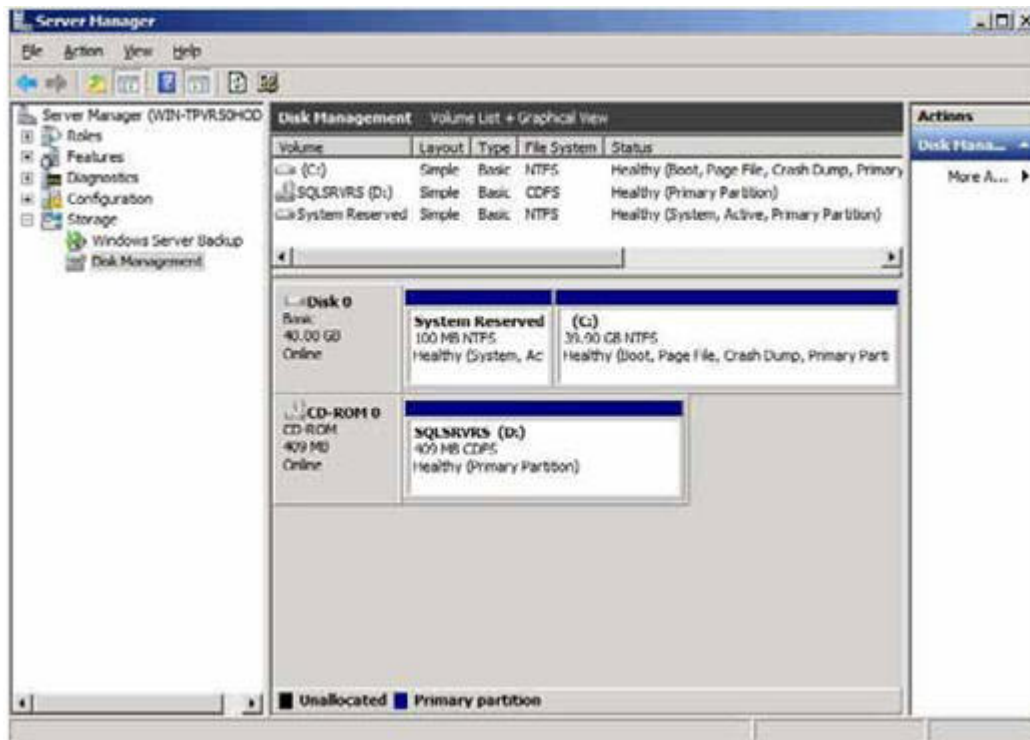 Server Manager
File Action View Help
Server Manager (WIN-TPVRS0HOD
Roles
Features
Diagnostics
Configuration
Storage
Windows Server Backup
Disk Management
Disk Management Volume List + Graphical View
Volume Layout Type File System Status
(C:) Simple Basic NTFS Healthy (Boot, Page File, Crash Dump, Primary
SQLSRVRS (D:) Simple Basic CDFS Healthy (Primary Partition)
System Reserved Simple Basic NTFS Healthy (System, Active, Primary Partition)
Disk 0
Basic
40.00 GB
Online
System Reserved
100 MB NTFS
Healthy (System, Ac
(C:)
39.90 GB NTFS
Healthy (Boot, Page File, Crash Dump, Primary Parti
CD-ROM 0
CD-ROM
409 MB
Online
SQLSRVRS (D:)
409 MB CDFS
Healthy (Primary Partition)
Unallocated Primary partition
Actions
Disk Mana...
More A...